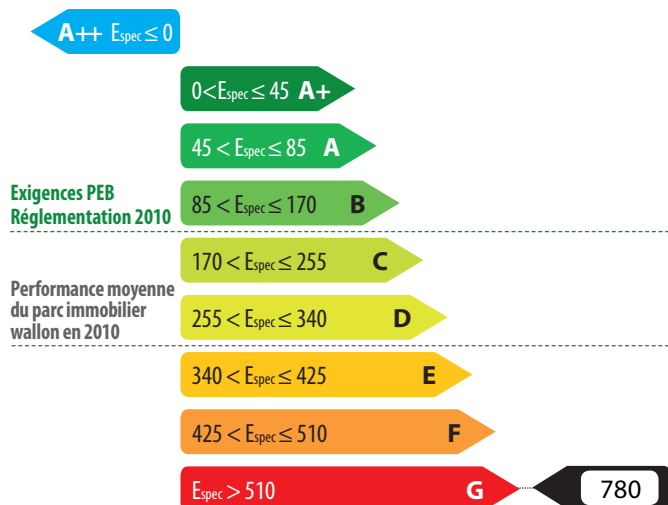 A++ Espec ≤ 0
0<Espec ≤ 45 A+
45 < Espec ≤ 85 A
Exigences PEB
Réglementation 2010
85 < Espec ≤ 170 B
170 < Espec ≤ 255 C
Performance moyenne
du parc immobilier
wallon en 2010
255 < Espec ≤ 340 D
340 < Espec ≤ 425 E
425 < Espec ≤ 510 F
Espec > 510 G 780